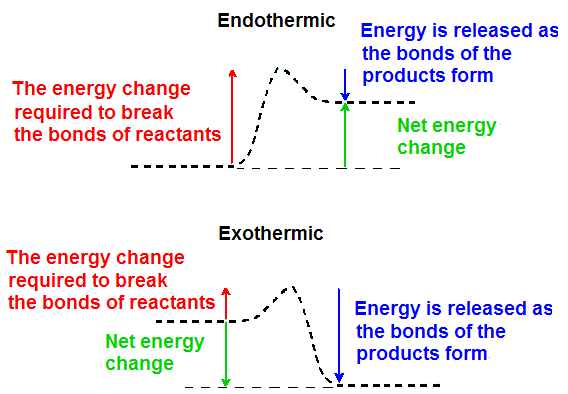 Endothermic
Energy is released as
the bonds of the
products form
The energy change
required to break
the bonds of reactants
Net energy
change
Exothermic
The energy change
required to break
the bonds of reactants
Net energy
change
Energy is released as
the bonds of the
products form